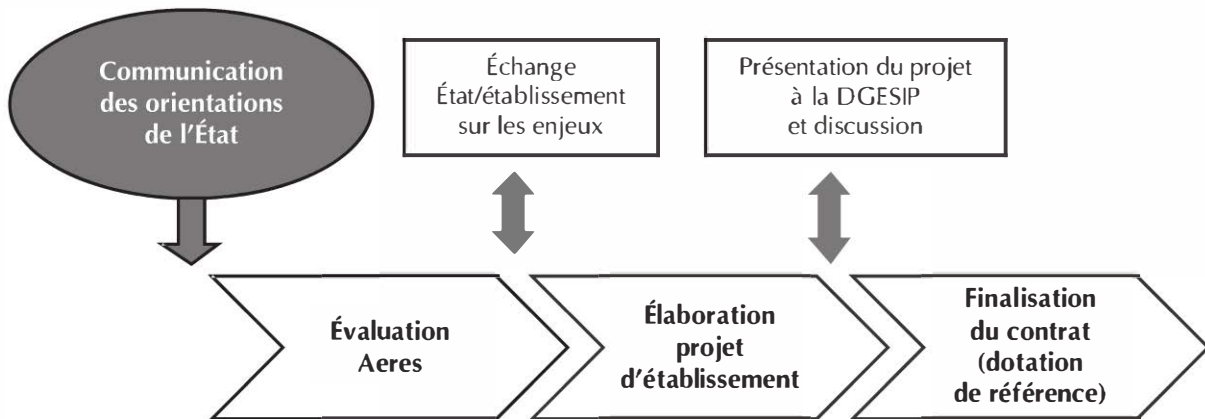 Communication
des orientations
de l'État
Échange
État/établissement
sur les enjeux
Présentation du projet
à la DGESIP
et discussion
Évaluation
Aeres
Élaboration
projet
d'établissement
Finalisation
du contrat
(dotation
de référence)